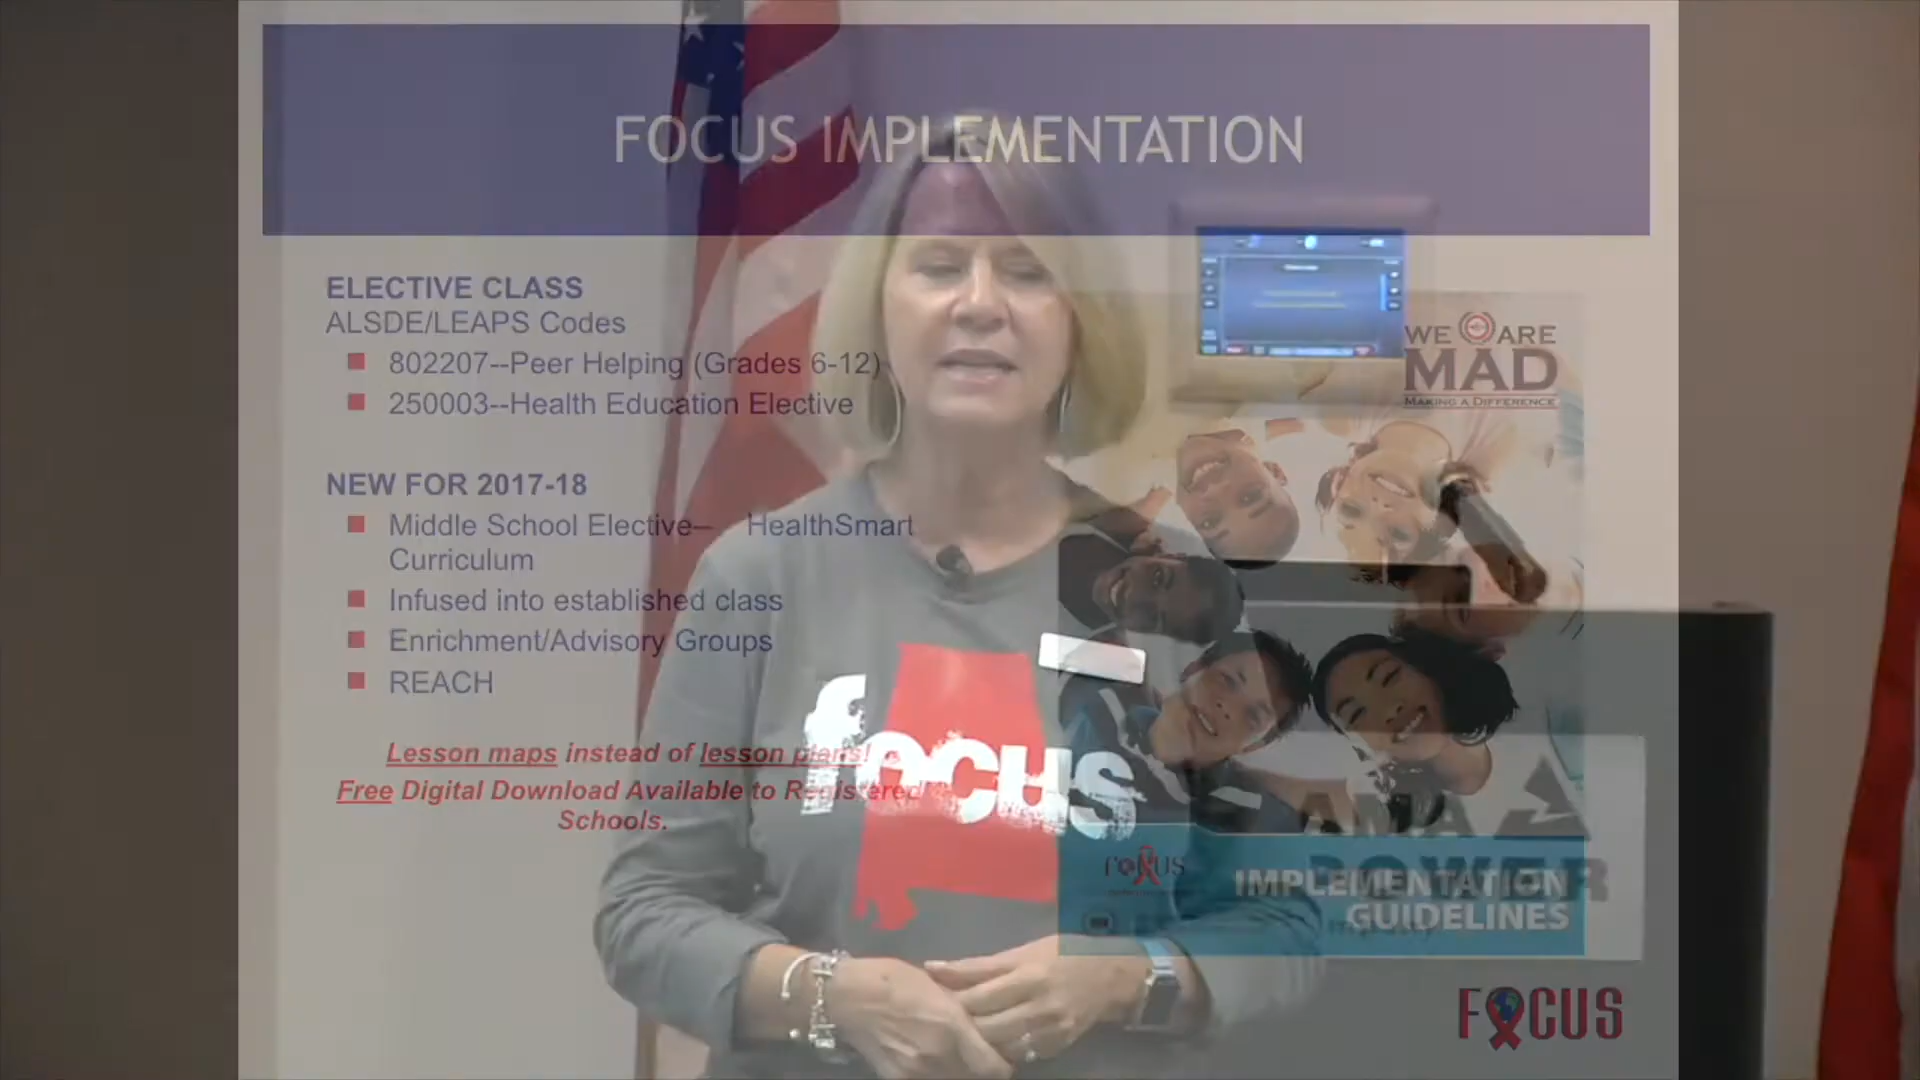 FOCUS IMPLEMENTATION
ELECTIVE CLASS
ALSDE/LEAPS Codes
802207--Peer Helping (Grades 6-12)
250003--Health Education Elective
NEW FOR 2017-18
Middle School Elective– HealthSmart
Curriculum
Infused into established class
Enrichment/Advisory Groups
REACH
Lesson maps instead of lesson plans!
Free Digital Download Available to Registered
Schools.
WE ARE
MAD
MAKING A DIFFERENCE
focus
POWER
FOCUS
IMPLEMENTATION
GUIDELINES
FOCUS